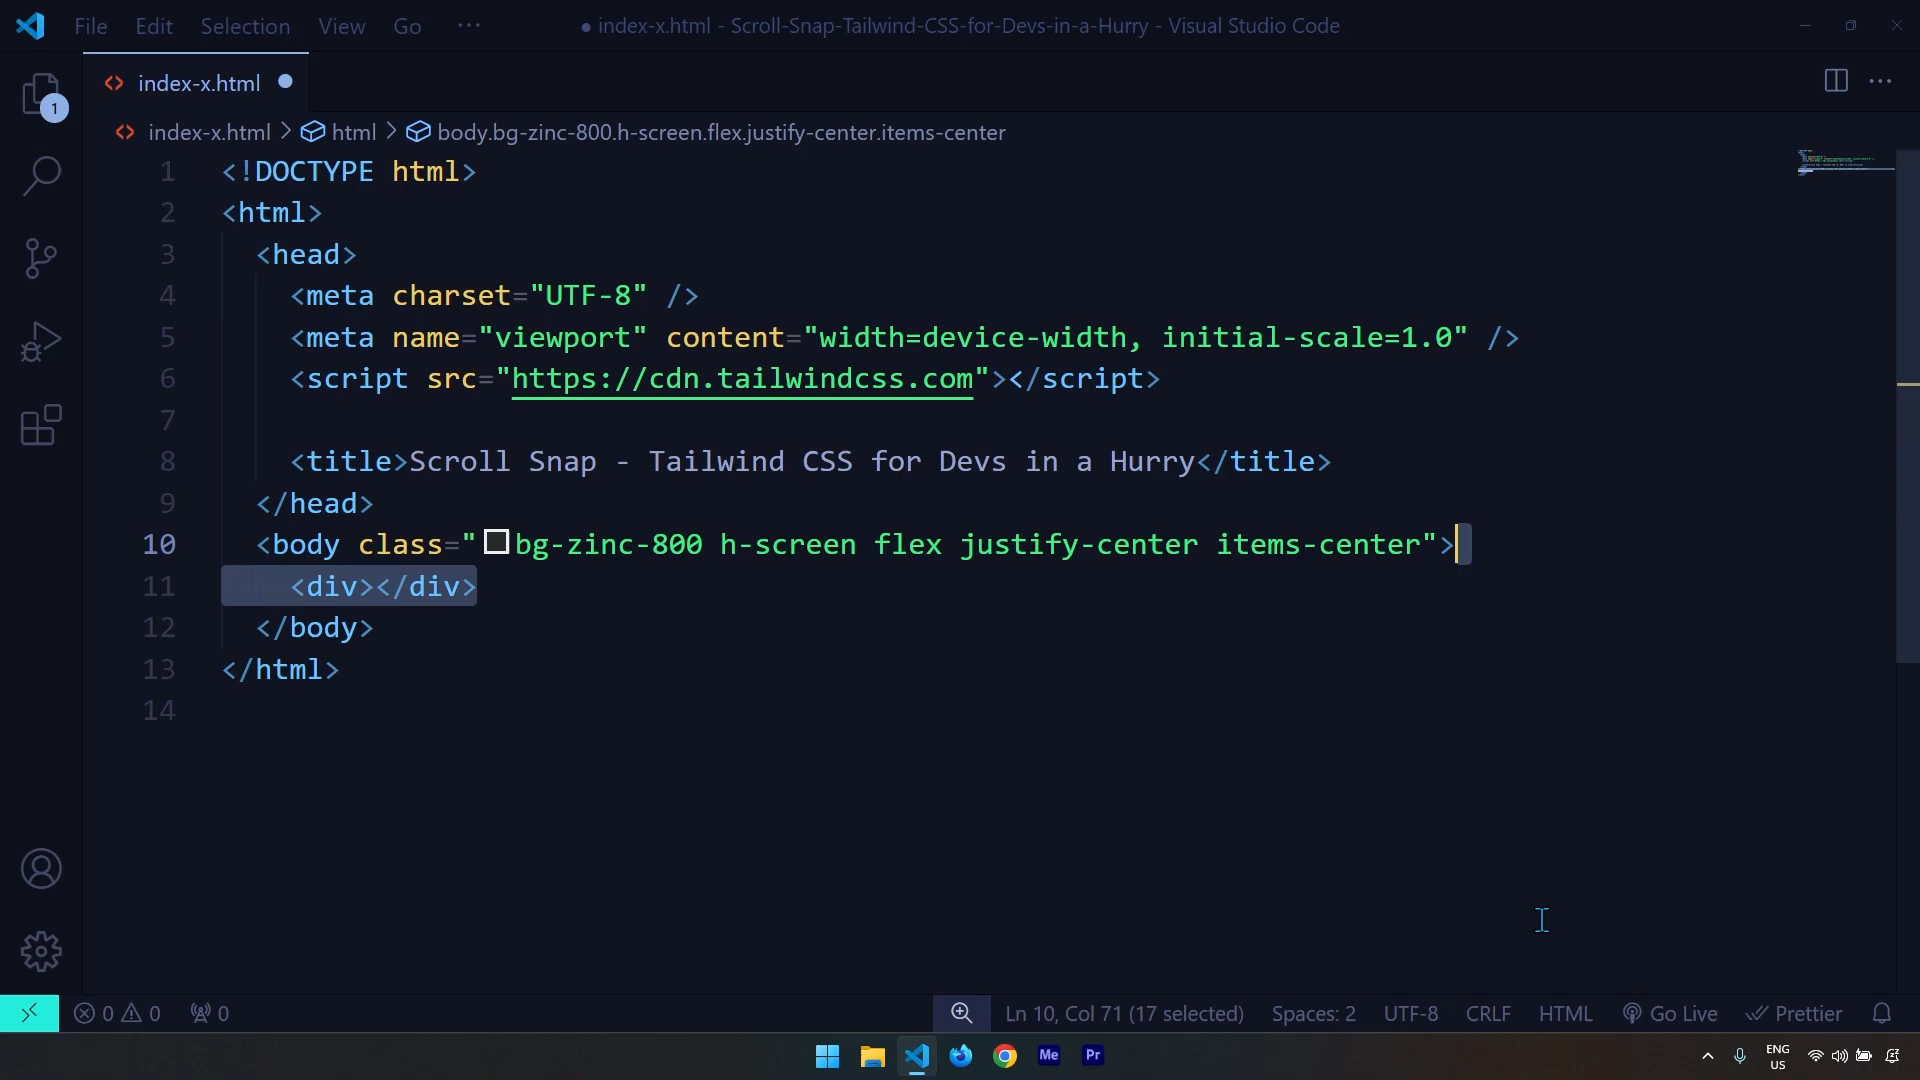 File Edit Selection View Go ···
● index-x.html - Scroll-Snap-Tailwind-CSS-for-Devs-in-a-Hurry - Visual Studio Code
index-x.html
1
index-x.html > html > body.bg-zinc-800.h-screen.flex.justify-center.items-center
1 <!DOCTYPE html>
2 <html>
3 <head>
4 <meta charset="UTF-8" />
5 <meta name="viewport" content="width=device-width, initial-scale=1.0" />
6 <script src="https://cdn.tailwindcss.com"></script>
7
8 <title>Scroll Snap - Tailwind CSS for Devs in a Hurry</title>
9 </head>
10 <body class="bg-zinc-800 h-screen flex justify-center items-center">
11 <div></div>
12 </body>
13 </html>
14
0 0 0 Ln 10, Col 71 (17 selected) Spaces: 2 UTF-8 CRLF HTML Go Live Prettier
Me Pr ENG
US